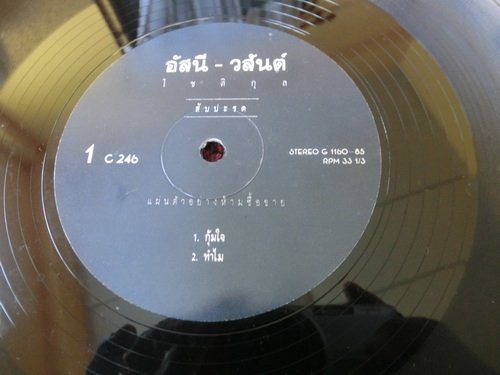 อัสนี - วสันต์
โชติกุล
สับปะรด
1 C 246
STEREO G 1160-85
RPM 33 1/3
แผ่นตัวอย่างห้ามซื้อขาย
1. กุ้มใจ
2. ทำไม